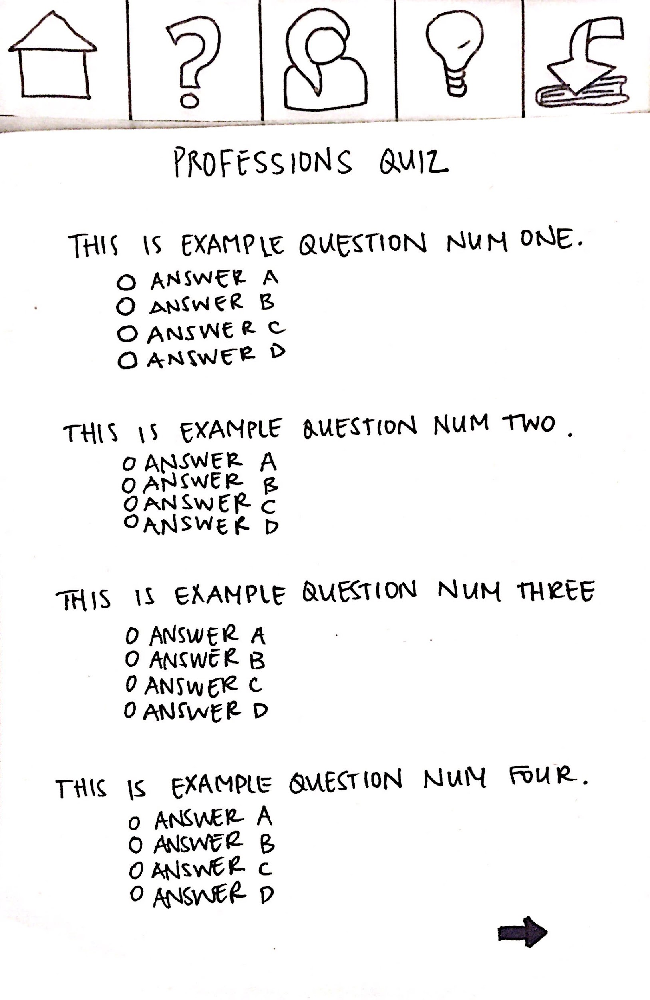 PROFESSIONS QUIZ
THIS IS EXAMPLE QUESTION NUM ONE.
ANSWER A
ANSWER B
ANSWER C
ANSWER D
THIS IS EXAMPLE QUESTION NUM TWO.
ANSWER A
ANSWER B
ANSWER C
ANSWER D
THIS IS EXAMPLE QUESTION NUM THREE
ANSWER A
ANSWER B
ANSWER C
ANSWER D
THIS IS EXAMPLE QUESTION NUM FOUR.
ANSWER A
ANSWER B
ANSWER C
ANSWER D